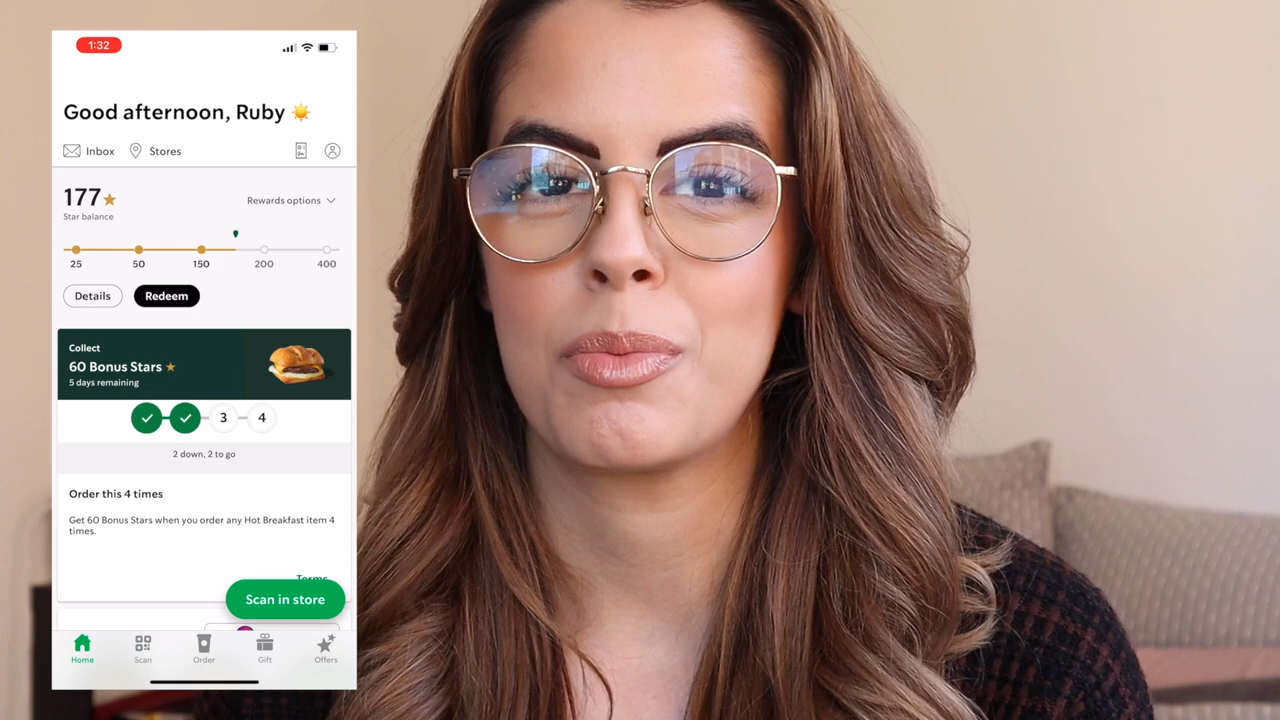 1:32
Good afternoon, Ruby
Inbox
Stores
177
Star balance
Rewards options
25 50 150 200 400
Details
Redeem
Collect
60 Bonus Stars
5 days remaining
3 4
2 down, 2 to go
Order this 4 times
Get 60 Bonus Stars when you order any Hot Breakfast item 4
times.
Terms
Scan in store
Home Scan Order Gift Offers